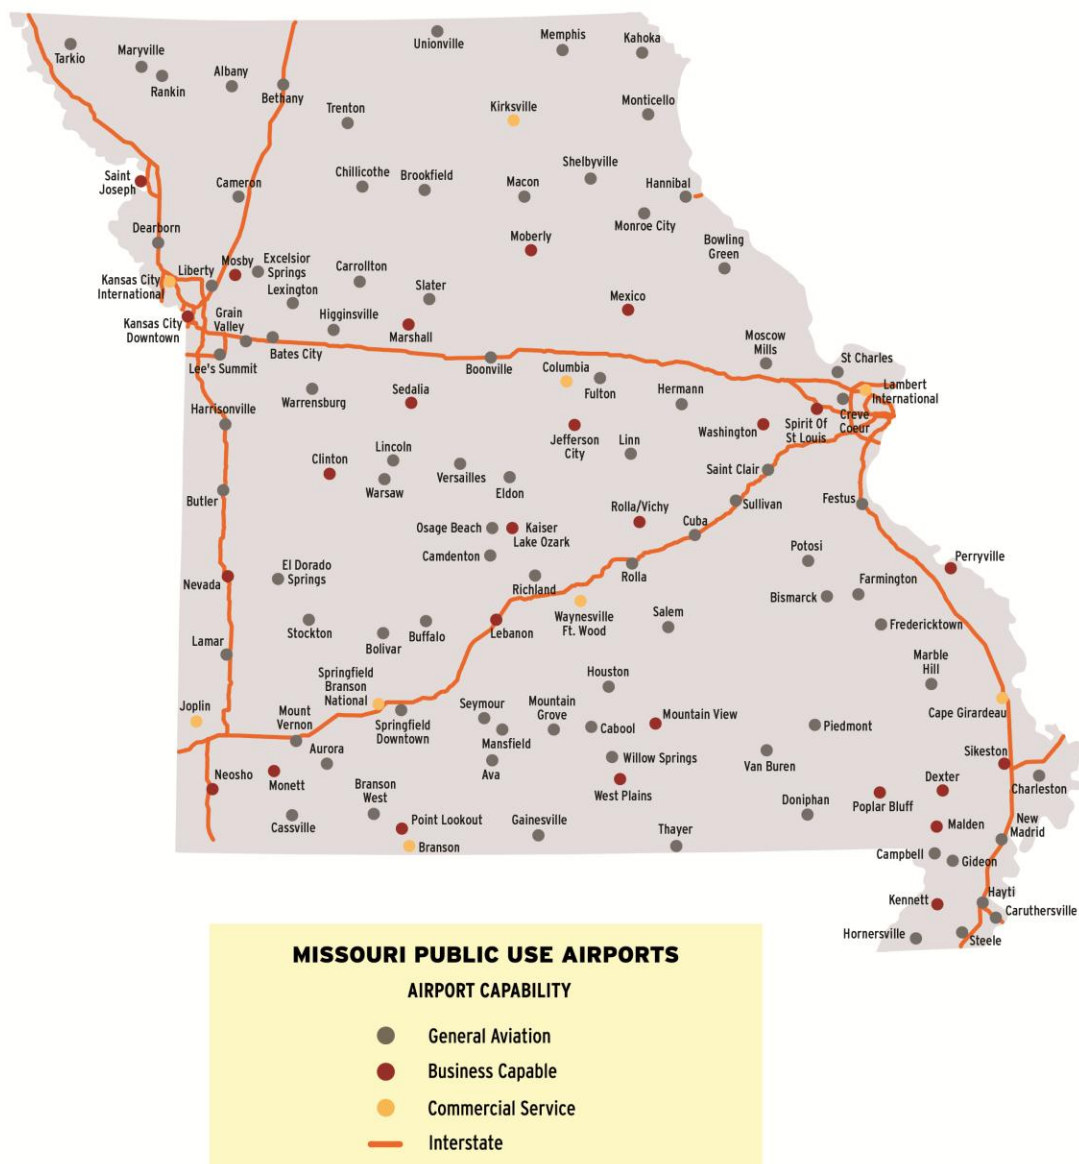 Tarkio
Maryville
Rankin
Albany
Bethany
Unionville
Memphis
Kahoka
Trenton
Kirksville
Monticello
Saint
Joseph
Cameron
Chillicothe
Brookfield
Macon
Shelbyville
Hannibal
Monroe City
Dearborn
Moberly
Bowling
Green
Kansas City
International
Liberty
Mosby
Excelsior
Springs
Lexington
Carrollton
Slater
Mexico
Kansas City
Downtown
Grain
Valley
Higginsville
Marshall
Bates City
Lee's Summit
Boonville
Moscow
Mills
St Charles
Columbia
Fulton
Hermann
Lambert
International
Creve
Coeur
Spirit Of
St Louis
Washington
Warrensburg
Sedalia
Harrisonville
Jefferson
City
Linn
Saint Clair
Clinton
Lincoln
Warsaw
Versailles
Eldon
Butler
Rolla/Vichy
Sullivan
Festus
Osage Beach
Kaiser
Lake Ozark
Cuba
Camdenton
Potosi
Perryville
Nevada
El Dorado
Springs
Richland
Rolla
Bismarck
Farmington
Waynesville
Ft. Wood
Salem
Fredericktown
Lamar
Stockton
Bolivar
Buffalo
Lebanon
Houston
Marble
Hill
Springfield
Branson
National
Joplin
Cape Girardeau
Mount
Vernon
Springfield
Downtown
Seymour
Mansfield
Mountain
Grove
Cabool
Mountain View
Piedmont
Aurora
Ava
Willow Springs
Van Buren
Sikeston
Neosho
Monett
West Plains
Poplar Bluff
Dexter
Charleston
Branson
West
Cassville
Point Lookout
Branson
Gainesville
Thayer
Doniphan
Malden
New
Madrid
Campbell
Gideon
Kennett
Hayti
Caruthersville
Hornersville
Steele
MISSOURI PUBLIC USE AIRPORTS
AIRPORT CAPABILITY
General Aviation
Business Capable
Commercial Service
Interstate